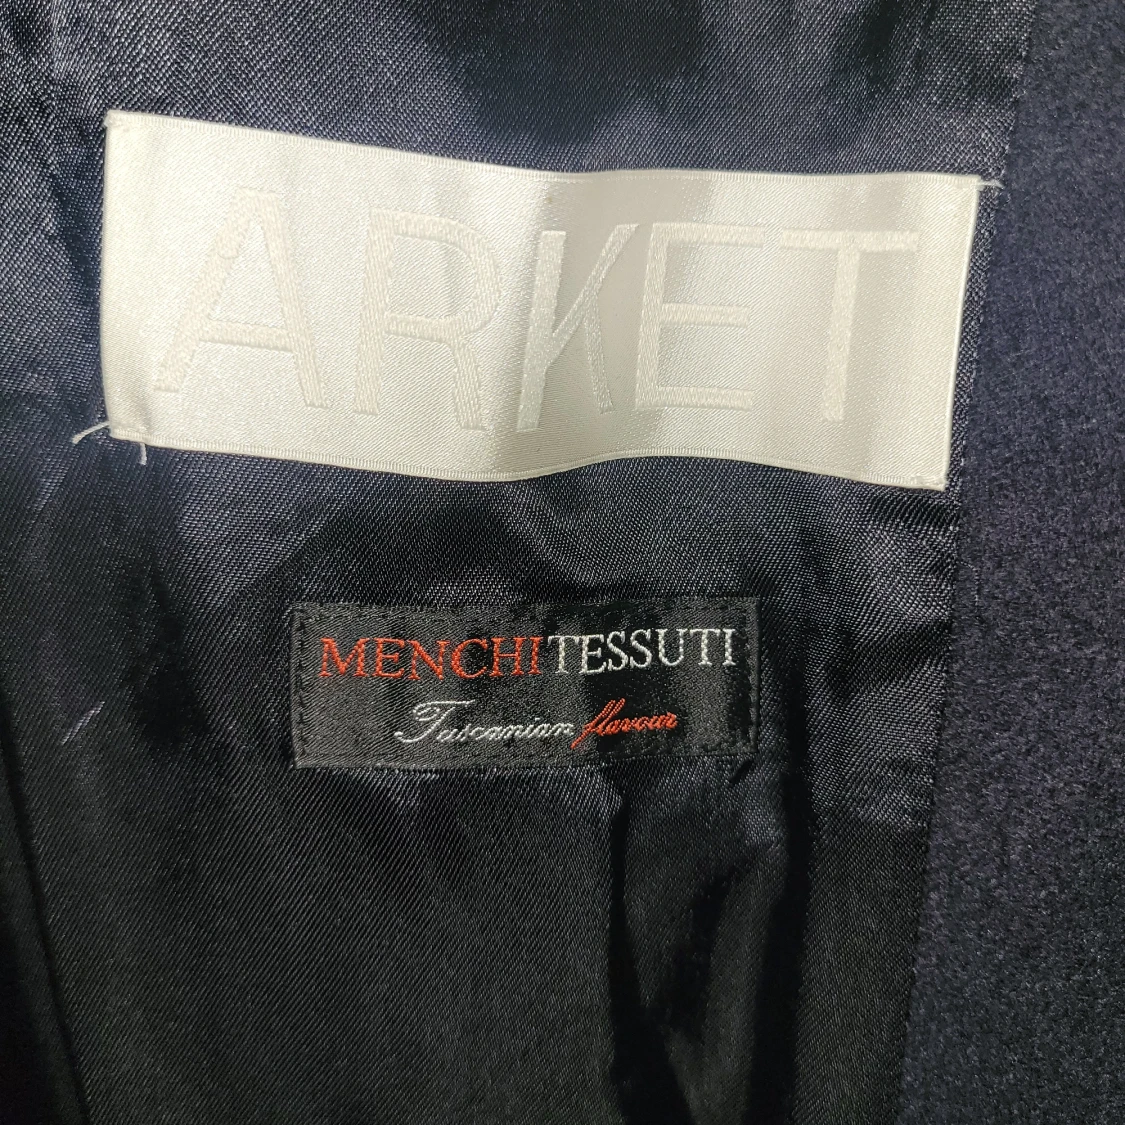 ARKET
MENCHI TESSUTI
Tuscanian flavour